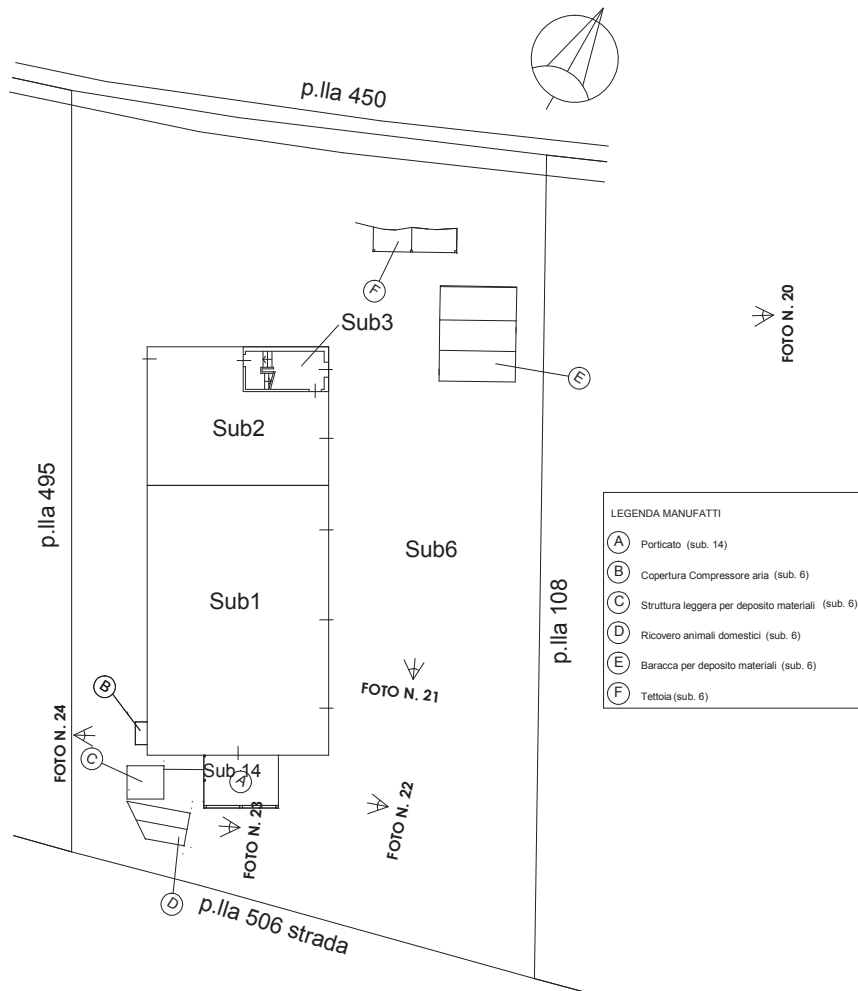 p.lla 450
F
Sub3
FOTO N. 20
E
Sub2
p.lla 495
LEGENDA MANUFATTI
A Porticato (sub. 14)
B Copertura Compressore aria (sub. 6)
C Struttura leggera per deposito materiali (sub. 6)
D Ricovero animali domestici (sub. 6)
E Baracca per deposito materiali (sub. 6)
F Tettoia (sub. 6)
Sub6
Sub1
p.lla 108
B
FOTO N. 21
FOTO N. 24
C
Sub 14
A
FOTO N. 22
FOTO N. 23
D
p.lla 506 strada